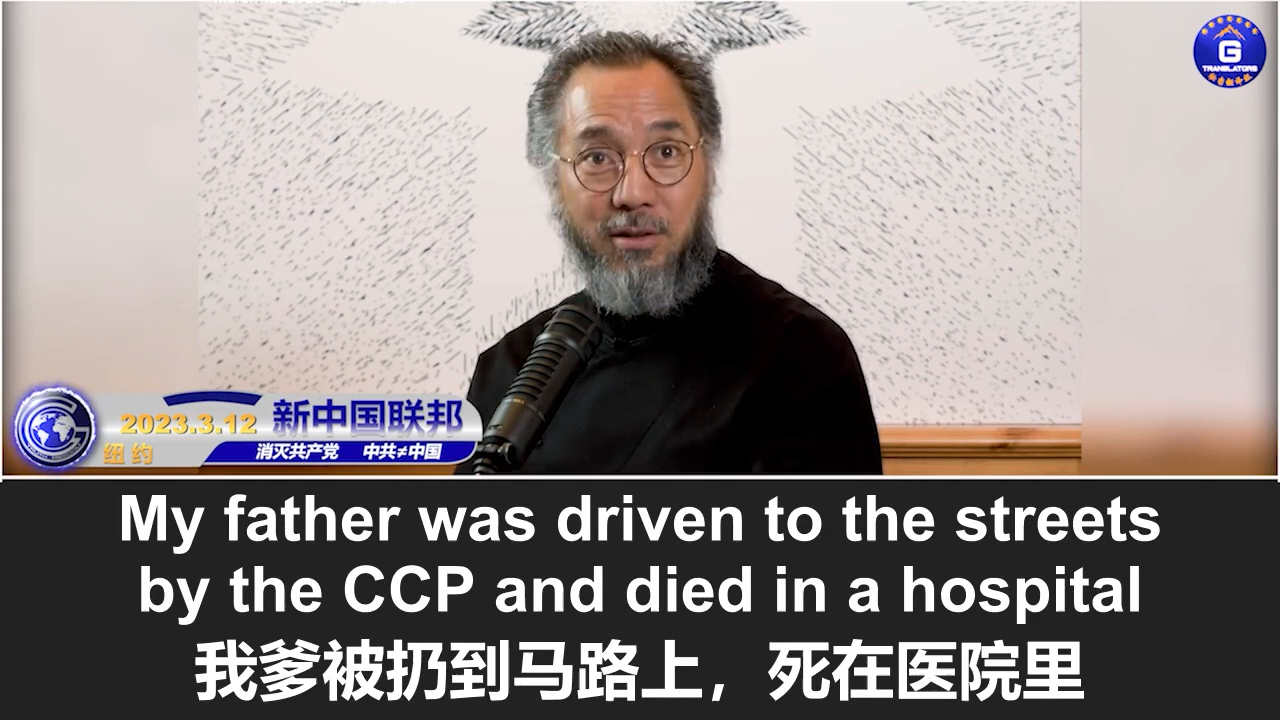 G
TRANSLATORS
2023.3.12
新中国联邦
纽约
消灭共产党 中共≠中国
My father was driven to the streets
by the CCP and died in a hospital
我爹被扔到马路上，死在医院里